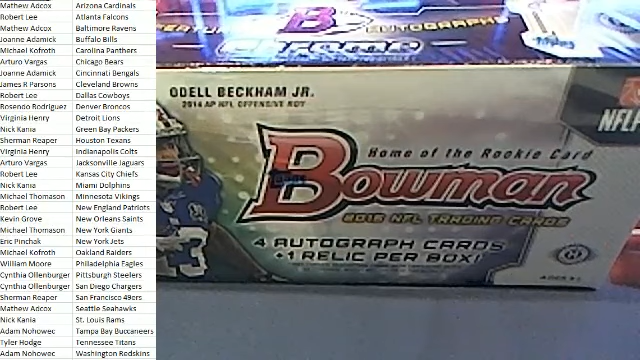 Mathew Adcox Arizona Cardinals
Robert Lee Atlanta Falcons
Mathew Adcox Baltimore Ravens
Joanne Adamick Buffalo Bills
Michael Kofroth Carolina Panthers
Arturo Vargas Chicago Bears
Joanne Adamick Cincinnati Bengals
James R Parsons Cleveland Browns
Robert Lee Dallas Cowboys
Rosendo Rodriguez Denver Broncos
Virginia Henry Detroit Lions
Nick Kania Green Bay Packers
Sherman Reaper Houston Texans
Virginia Henry Indianapolis Colts
Arturo Vargas Jacksonville Jaguars
Robert Lee Kansas City Chiefs
Nick Kania Miami Dolphins
Michael Thomason Minnesota Vikings
Robert Lee New England Patriots
Kevin Grove New Orleans Saints
Michael Thomason New York Giants
Eric Pinchak New York Jets
Michael Kofroth Oakland Raiders
William Moore Philadelphia Eagles
Cynthia Ollenburger Pittsburgh Steelers
Cynthia Ollenburger San Diego Chargers
Sherman Reaper San Francisco 49ers
Mathew Adcox Seattle Seahawks
Nick Kania St. Louis Rams
Adam Nohowec Tampa Bay Buccaneers
Tyler Hodge Tennessee Titans
Adam Nohowec Washington Redskins
AUTOGRAPHS
chrome
ODELL BECKHAM JR.
2014 AP NFL OFFENSIVE ROY
NFL
Home of the Rookie Card
Bowman
2015 NFL TRADING CARDS
4 AUTOGRAPH CARDS
+1 RELIC PER BOX!